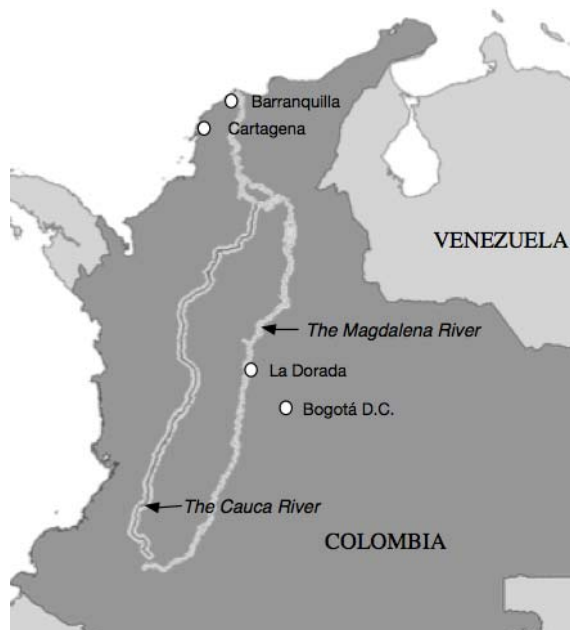 Barranquilla
Cartagena
VENEZUELA
The Magdalena River
La Dorada
Bogotá D.C.
The Cauca River
COLOMBIA